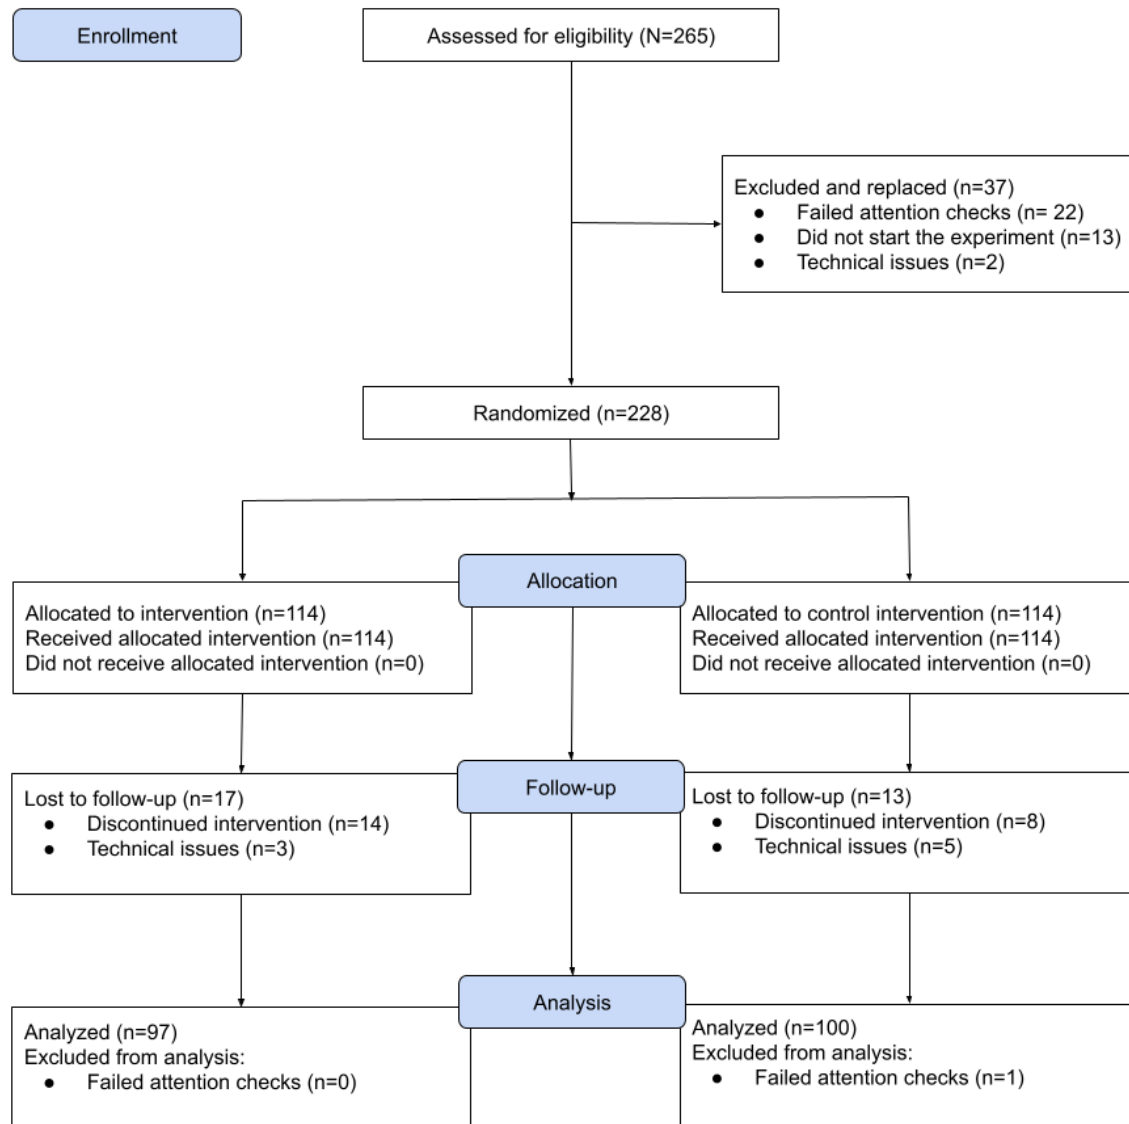 Enrollment
Assessed for eligibility (N=265)
Excluded and replaced (n=37)
● Failed attention checks (n= 22)
● Did not start the experiment (n=13)
● Technical issues (n=2)
Randomized (n=228)
Allocation
Allocated to intervention (n=114)
Received allocated intervention (n=114)
Did not receive allocated intervention (n=0)
Allocated to control intervention (n=114)
Received allocated intervention (n=114)
Did not receive allocated intervention (n=0)
Follow-up
Lost to follow-up (n=17)
● Discontinued intervention (n=14)
● Technical issues (n=3)
Lost to follow-up (n=13)
● Discontinued intervention (n=8)
● Technical issues (n=5)
Analysis
Analyzed (n=97)
Excluded from analysis:
● Failed attention checks (n=0)
Analyzed (n=100)
Excluded from analysis:
● Failed attention checks (n=1)